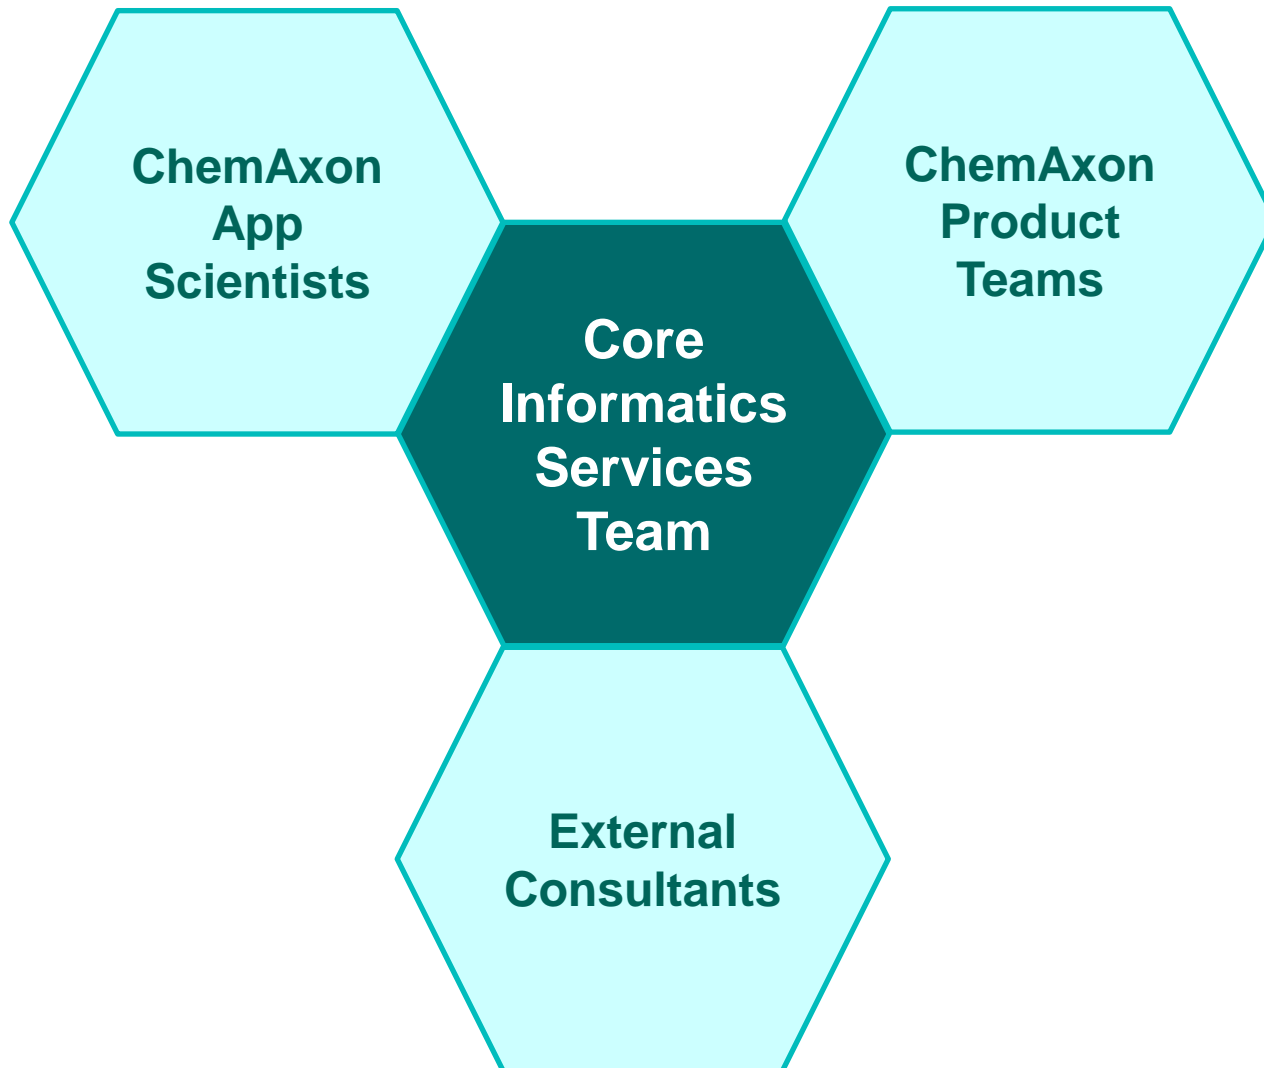 ChemAxon
App
Scientists
ChemAxon
Product
Teams
Core
Informatics
Services
Team
External
Consultants